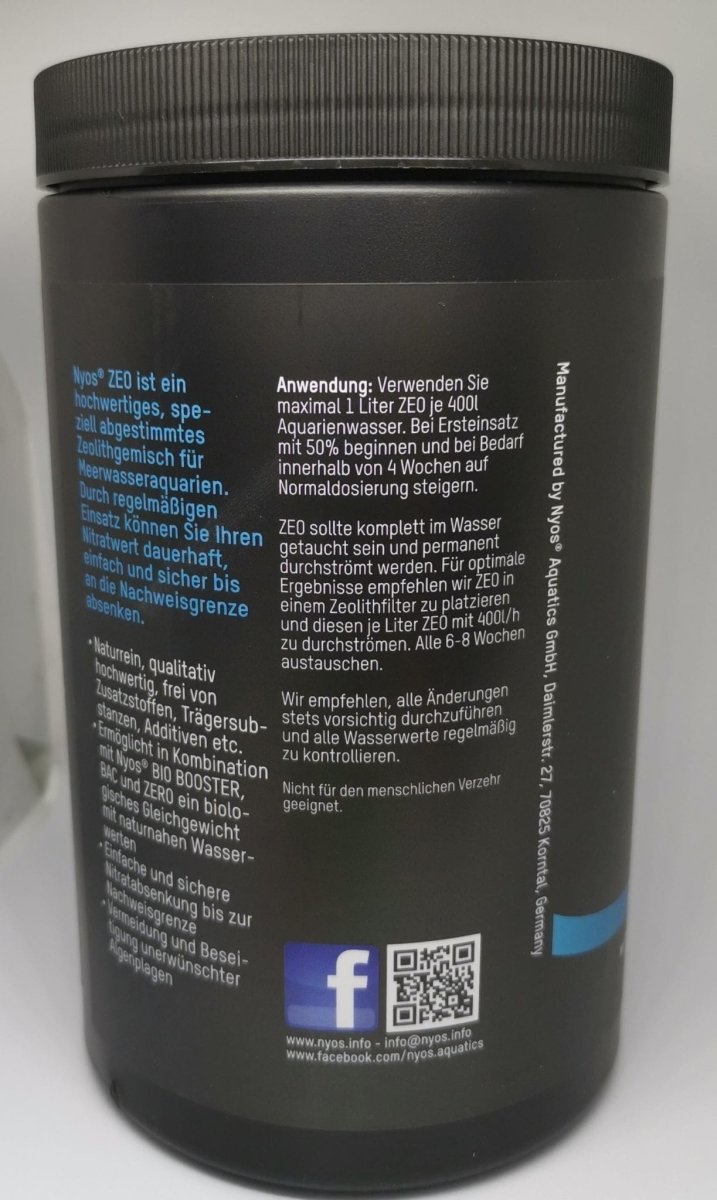 Nyos® ZEO ist ein
hochwertiges, spe-
ziell abgestimmtes
Zeolithgemisch für
Meerwasseraquarien.
Durch regelmäßigen
Einsatz können Sie Ihren
Nitratwert dauerhaft,
einfach und sicher bis
an die Nachweisgrenze
absenken.
• Naturrein, qualitativ
hochwertig, frei von
Zusatzstoffen, Trägersub-
stanzen, Additiven etc.
• Ermöglicht in Kombination
mit Nyos® BIO BOOSTER,
BAC und ZERO ein biolo-
gisches Gleichgewicht
mit naturnahen Wasser-
werten
• Einfache und sichere
Nitratabsenkung bis zur
Nachweisgrenze
• Vermeidung und Besei-
tigung unerwünschter
Algenplagen
Anwendung: Verwenden Sie
maximal 1 Liter ZEO je 400l
Aquarienwasser. Bei Ersteinsatz
mit 50% beginnen und bei Bedarf
innerhalb von 4 Wochen auf
Normaldosierung steigern.
ZEO sollte komplett im Wasser
getaucht sein und permanent
durchströmt werden. Für optimale
Ergebnisse empfehlen wir ZEO in
einem Zeolithfilter zu platzieren
und diesen je Liter ZEO mit 400l/h
zu durchströmen. Alle 6-8 Wochen
austauschen.
Wir empfehlen, alle Änderungen
stets vorsichtig durchzuführen
und alle Wasserwerte regelmäßig
zu kontrollieren.
Nicht für den menschlichen Verzehr
geeignet.
f
www.nyos.info - info@nyos.info
www.facebook.com/nyos.aquatics
Manufactured by Nyos® Aquatics GmbH, Daimlerstr. 27, 70825 Korntal, Germany